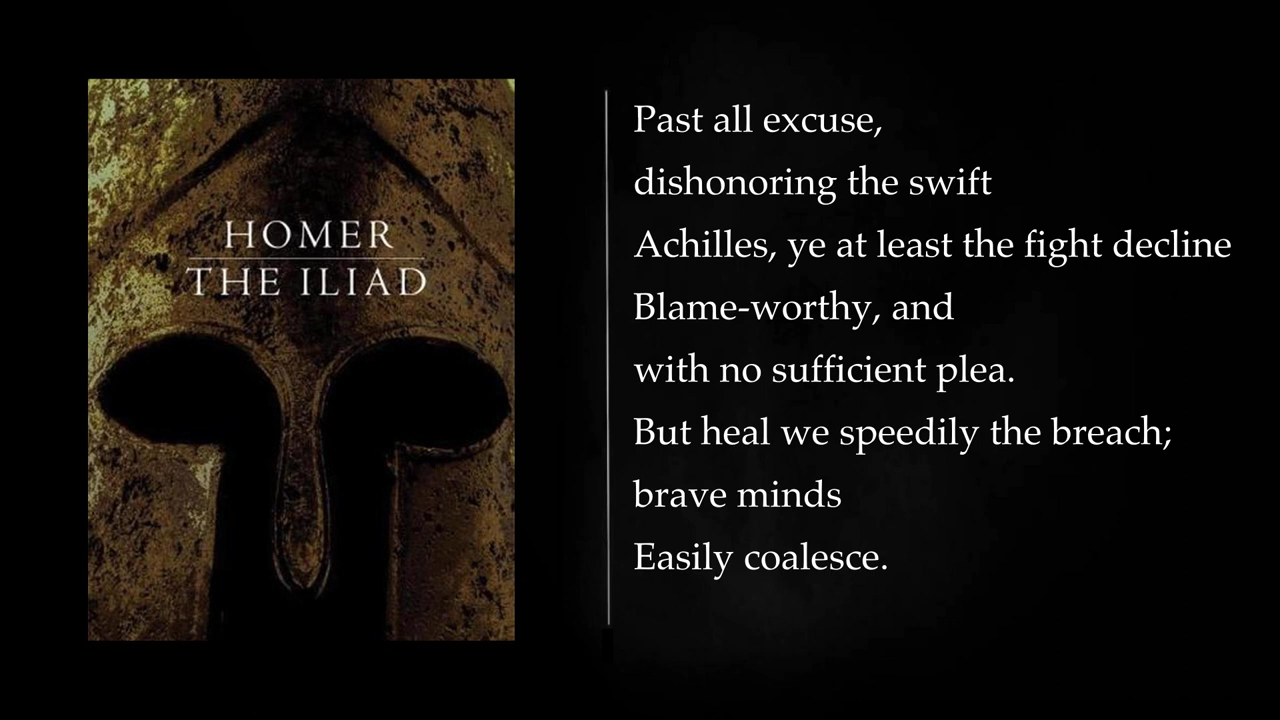 HOMER
THE ILIAD
Past all excuse,
dishonoring the swift
Achilles, ye at least the fight decline
Blame-worthy, and
with no sufficient plea.
But heal we speedily the breach;
brave minds
Easily coalesce.